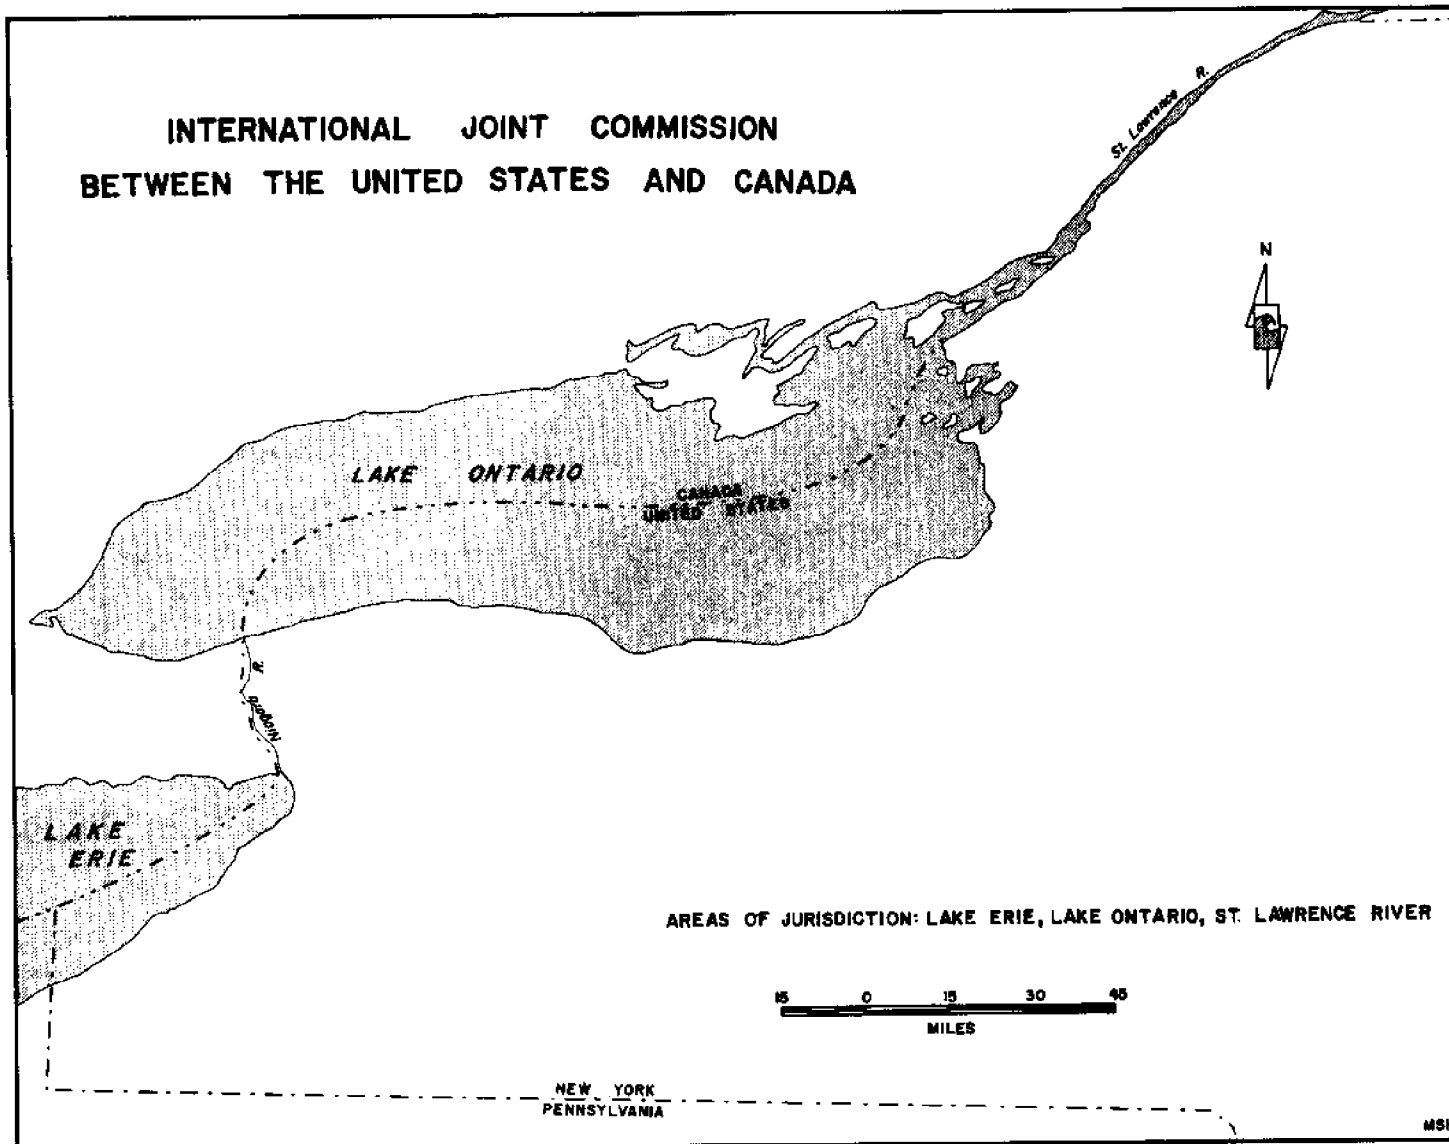 INTERNATIONAL JOINT COMMISSION
BETWEEN THE UNITED STATES AND CANADA
St. Lawrence R.
N
LAKE ONTARIO
CANADA
UNITED STATES
Niagara R.
LAKE
ERIE
AREAS OF JURISDICTION: LAKE ERIE, LAKE ONTARIO, ST. LAWRENCE RIVER
15 0 15 30 45
MILES
NEW YORK
PENNSYLVANIA